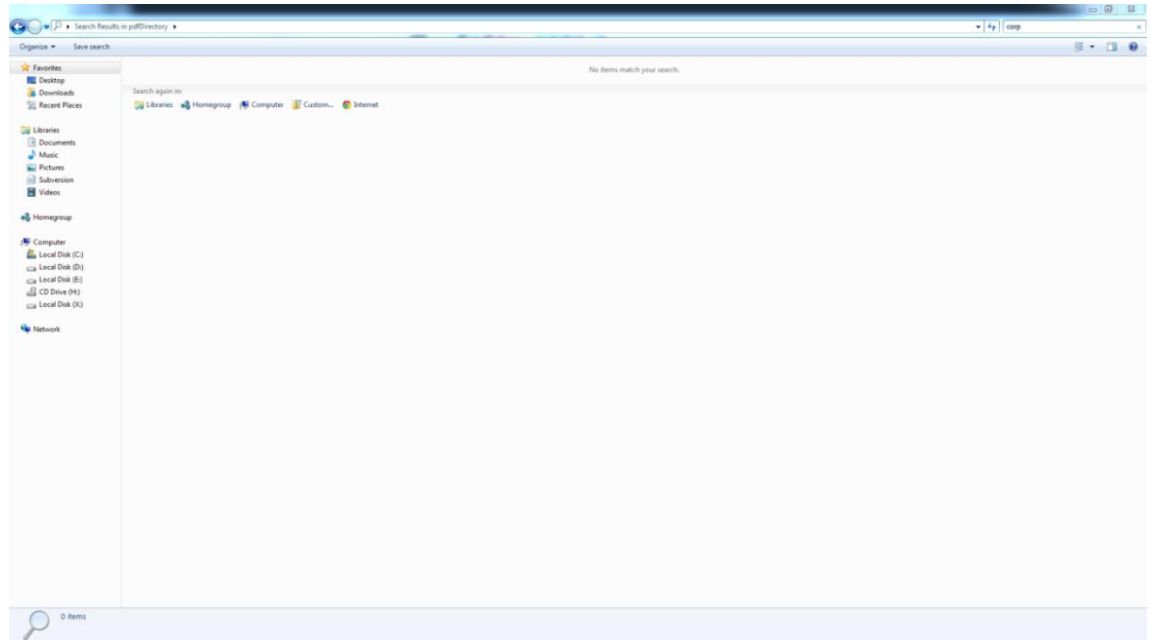 Search Results in pdfDirectory
corp
Organize
Save search
Favorites
Desktop
Downloads
Recent Places
Libraries
Documents
Music
Pictures
Subversion
Videos
Homegroup
Computer
Local Disk (C:)
Local Disk (D:)
Local Disk (E:)
CD Drive (H:)
Local Disk (X:)
Network
No items match your search.
Search again in:
Libraries Homegroup Computer Custom... Internet
0 items